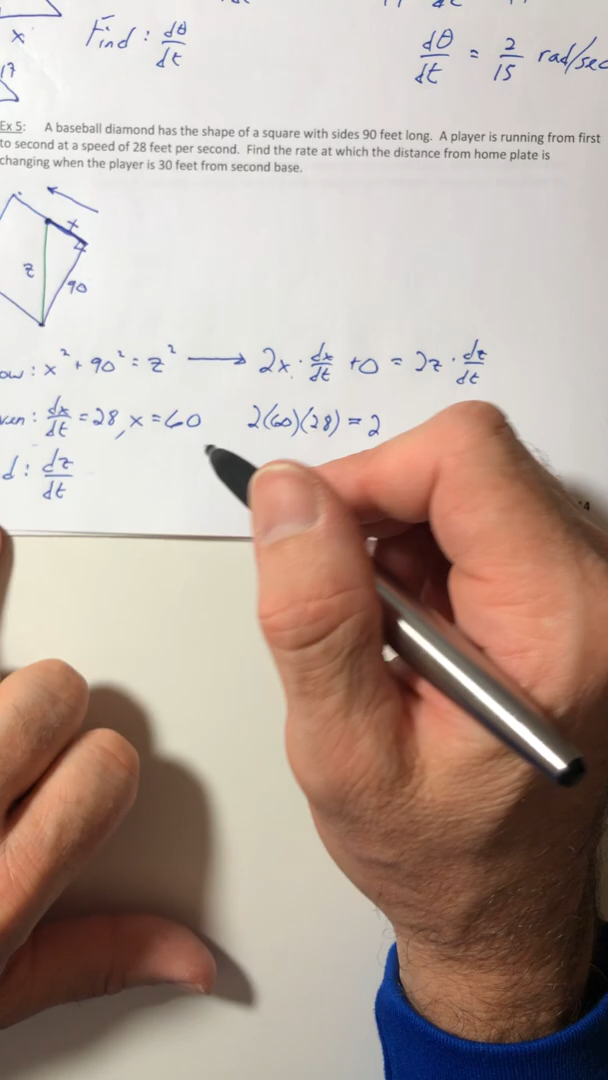 x
Find : dθ/dt
dθ/dt = 2/15 rad/sec
17
Ex 5: A baseball diamond has the shape of a square with sides 90 feet long. A player is running from first
to second at a speed of 28 feet per second. Find the rate at which the distance from home plate is
changing when the player is 30 feet from second base.
x
z
90
ow : x² + 90² = z² ⟶ 2x · dx/dt + 0 = 2z · dz/dt
ven : dx/dt = 28, x = 60 2(60)(28) = 2
d : dz/dt
4